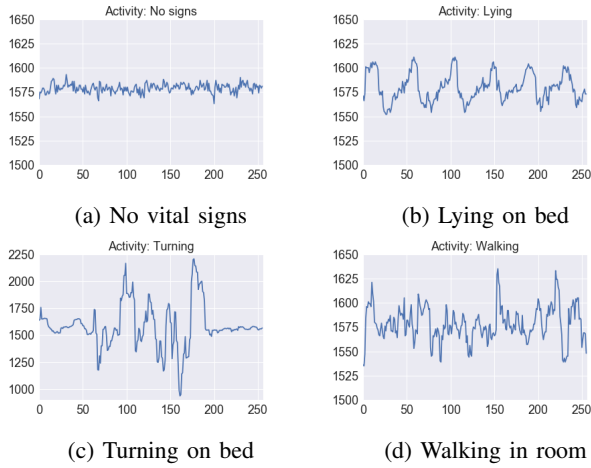 Activity: No signs
1650
1625
1600
1575
1550
1525
1500
0 50 100 150 200 250
(a) No vital signs
Activity: Lying
1650
1625
1600
1575
1550
1525
1500
0 50 100 150 200 250
(b) Lying on bed
Activity: Turning
2250
2000
1750
1500
1250
1000
0 50 100 150 200 250
(c) Turning on bed
Activity: Walking
1650
1625
1600
1575
1550
1525
1500
0 50 100 150 200 250
(d) Walking in room